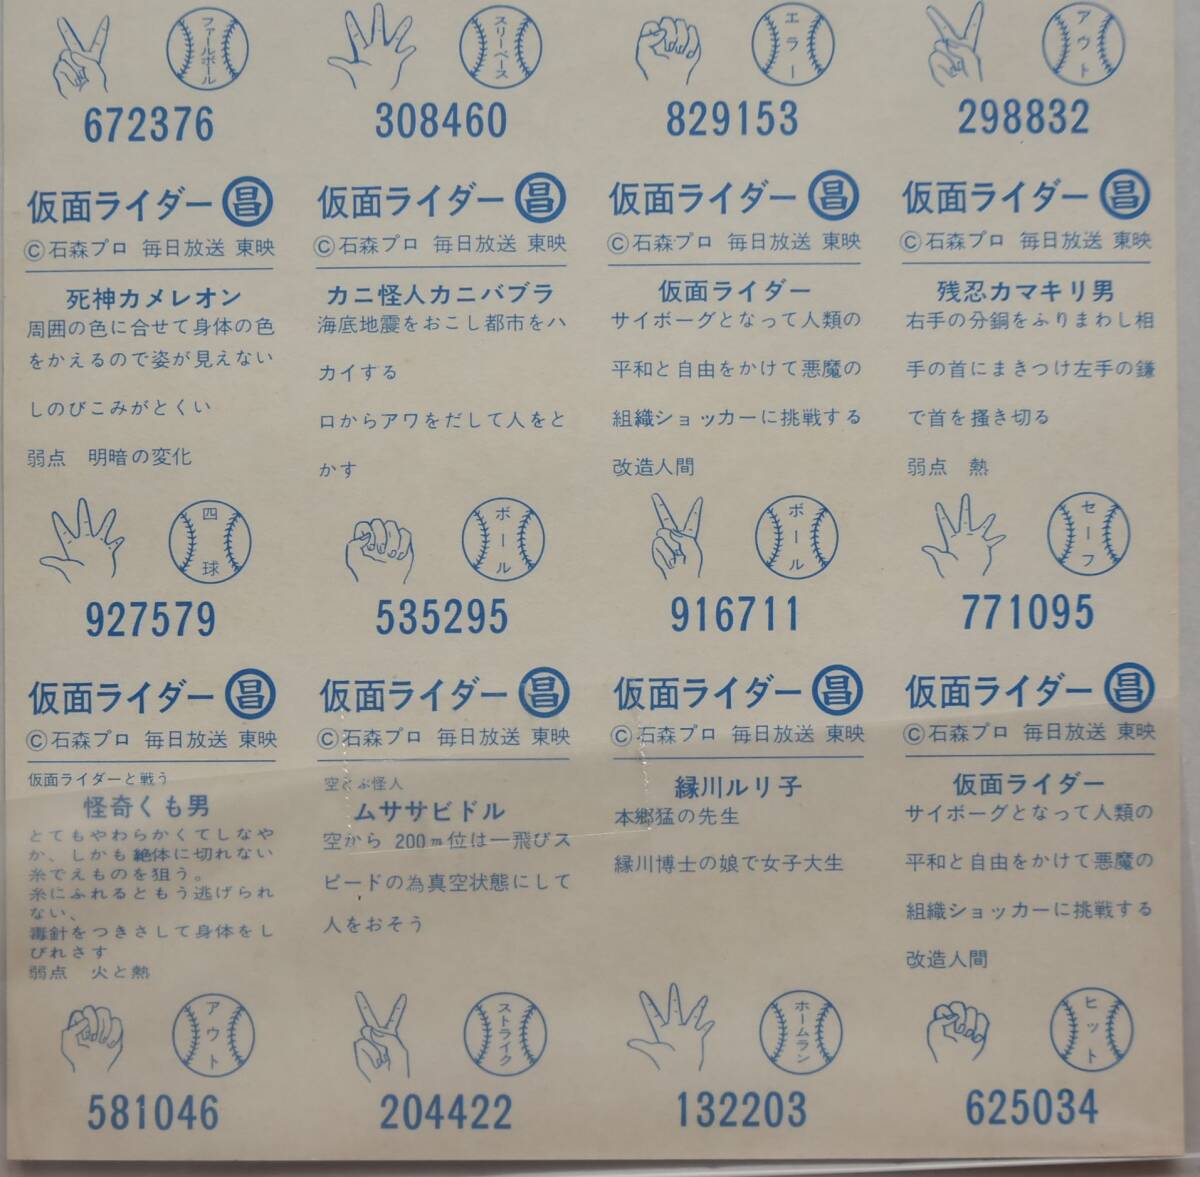 ファールボール
672376
スリーベース
308460
エラー
829153
アウト
298832
仮面ライダー 昌
©石森プロ 毎日放送 東映
死神カメレオン
周囲の色に合せて身体の色
をかえるので姿が見えない
しのびこみがとくい
弱点 明暗の変化
四球
927579
仮面ライダー 昌
©石森プロ 毎日放送 東映
カニ怪人カニバブラ
海底地震をおこし都市をハ
カイする
口からアワをだして人をと
かす
ボール
535295
仮面ライダー 昌
©石森プロ 毎日放送 東映
仮面ライダー
サイボーグとなって人類の
平和と自由をかけて悪魔の
組織ショッカーに挑戦する
改造人間
ボール
916711
仮面ライダー 昌
©石森プロ 毎日放送 東映
残忍カマキリ男
右手の分銅をふりまわし相
手の首にまきつけ左手の鎌
で首を掻き切る
弱点 熱
セーフ
771095
仮面ライダー 昌
©石森プロ 毎日放送 東映
仮面ライダーと戦う
怪奇くも男
とてもやわらかくてしなや
か、しかも絶体に切れない
糸でえものを狙う。
糸にふれるともう逃げられ
ない、
毒針をつきさして身体をし
びれさす
弱点 火と熱
アウト
581046
仮面ライダー 昌
©石森プロ 毎日放送 東映
空とぶ怪人
ムササビドル
空から 200m位は一飛びス
ピードの為真空状態にして
人をおそう
ストライク
204422
仮面ライダー 昌
©石森プロ 毎日放送 東映
縁川ルリ子
本郷猛の先生
縁川博士の娘で女子大生
ホームラン
132203
仮面ライダー 昌
©石森プロ 毎日放送 東映
仮面ライダー
サイボーグとなって人類の
平和と自由をかけて悪魔の
組織ショッカーに挑戦する
改造人間
ヒット
625034